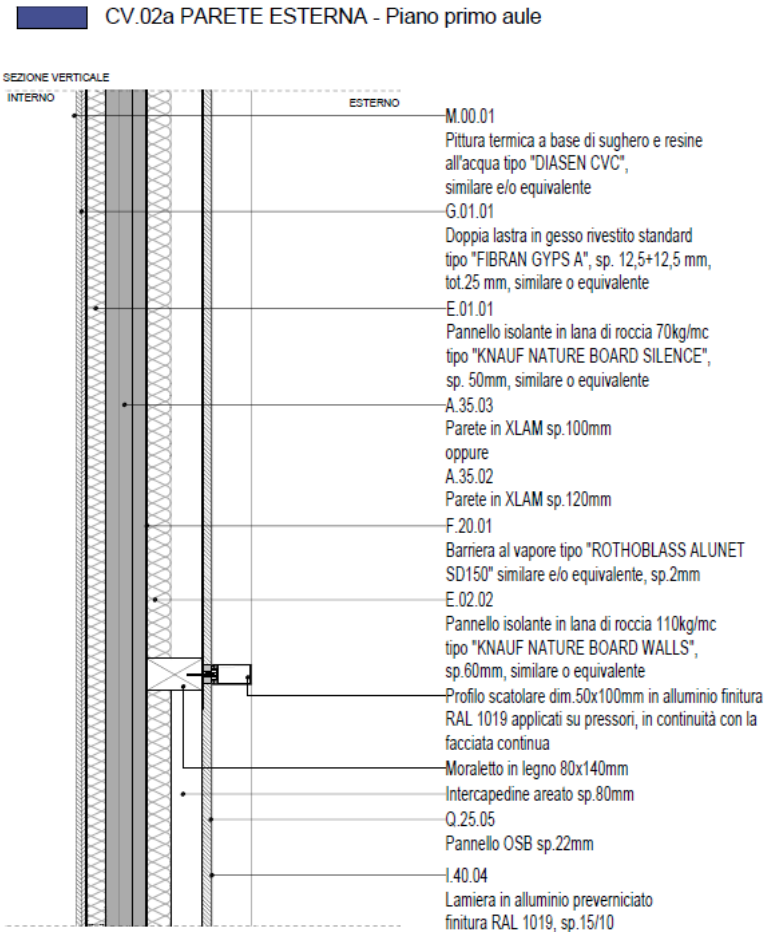 CV.02a PARETE ESTERNA - Piano primo aule
SEZIONE VERTICALE
INTERNO
ESTERNO
M.00.01
Pittura termica a base di sughero e resine
all'acqua tipo "DIASEN CVC",
similare e/o equivalente
G.01.01
Doppia lastra in gesso rivestito standard
tipo "FIBRAN GYPS A", sp. 12,5+12,5 mm,
tot.25 mm, similare o equivalente
E.01.01
Pannello isolante in lana di roccia 70kg/mc
tipo "KNAUF NATURE BOARD SILENCE",
sp. 50mm, similare o equivalente
A.35.03
Parete in XLAM sp.100mm
oppure
A.35.02
Parete in XLAM sp.120mm
F.20.01
Barriera al vapore tipo "ROTHOBLASS ALUNET
SD150" similare e/o equivalente, sp.2mm
E.02.02
Pannello isolante in lana di roccia 110kg/mc
tipo "KNAUF NATURE BOARD WALLS",
sp.60mm, similare o equivalente
Profilo scatolare dim.50x100mm in alluminio finitura
RAL 1019 applicati su pressori, in continuità con la
facciata continua
Moraletto in legno 80x140mm
Intercapedine areato sp.80mm
Q.25.05
Pannello OSB sp.22mm
I.40.04
Lamiera in alluminio preverniciato
finitura RAL 1019, sp.15/10